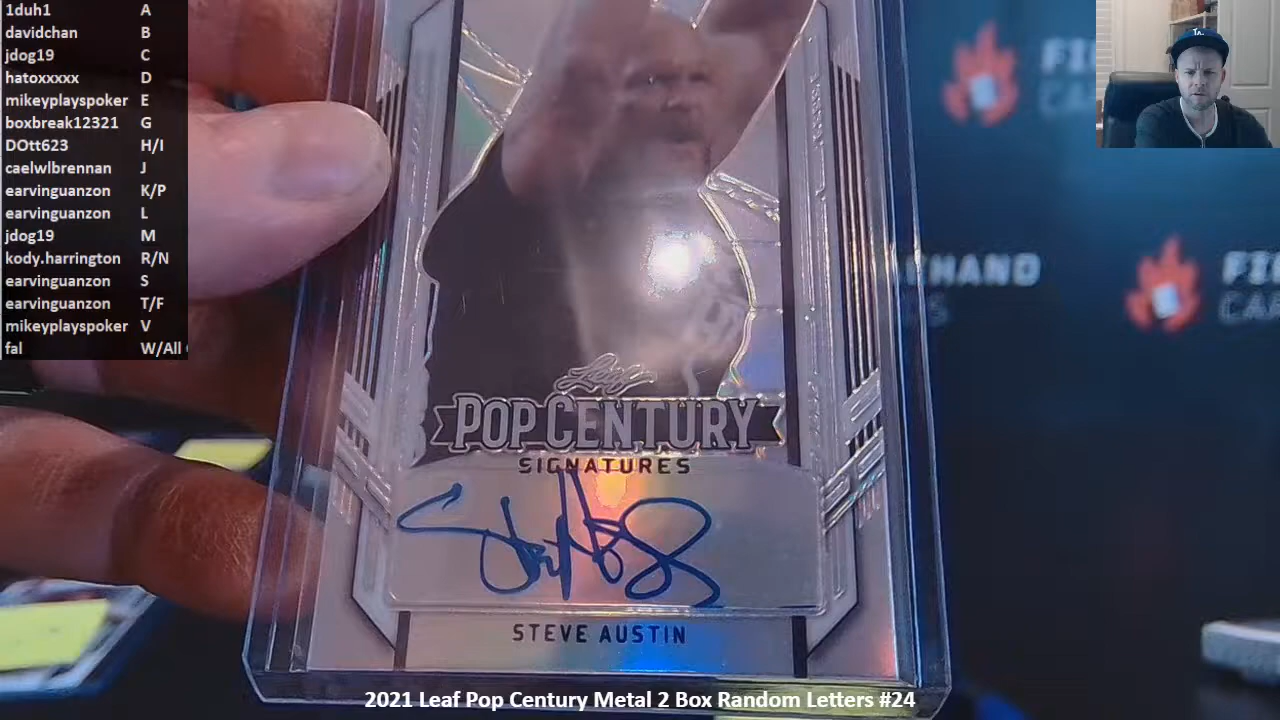 1duh1 A
davidchan B
jdog19 C
hatoxxxxx D
mikeyplayspoker E
boxbreak12321 G
DOtt623 H/I
caelwlbrennan J
earvinguanzon K/P
earvinguanzon L
jdog19 M
kody.harrington R/N
earvinguanzon S
earvinguanzon T/F
mikeyplayspoker V
fal W/All
LA
Leaf
POP CENTURY
SIGNATURES
STEVE AUSTIN
2021 Leaf Pop Century Metal 2 Box Random Letters #24